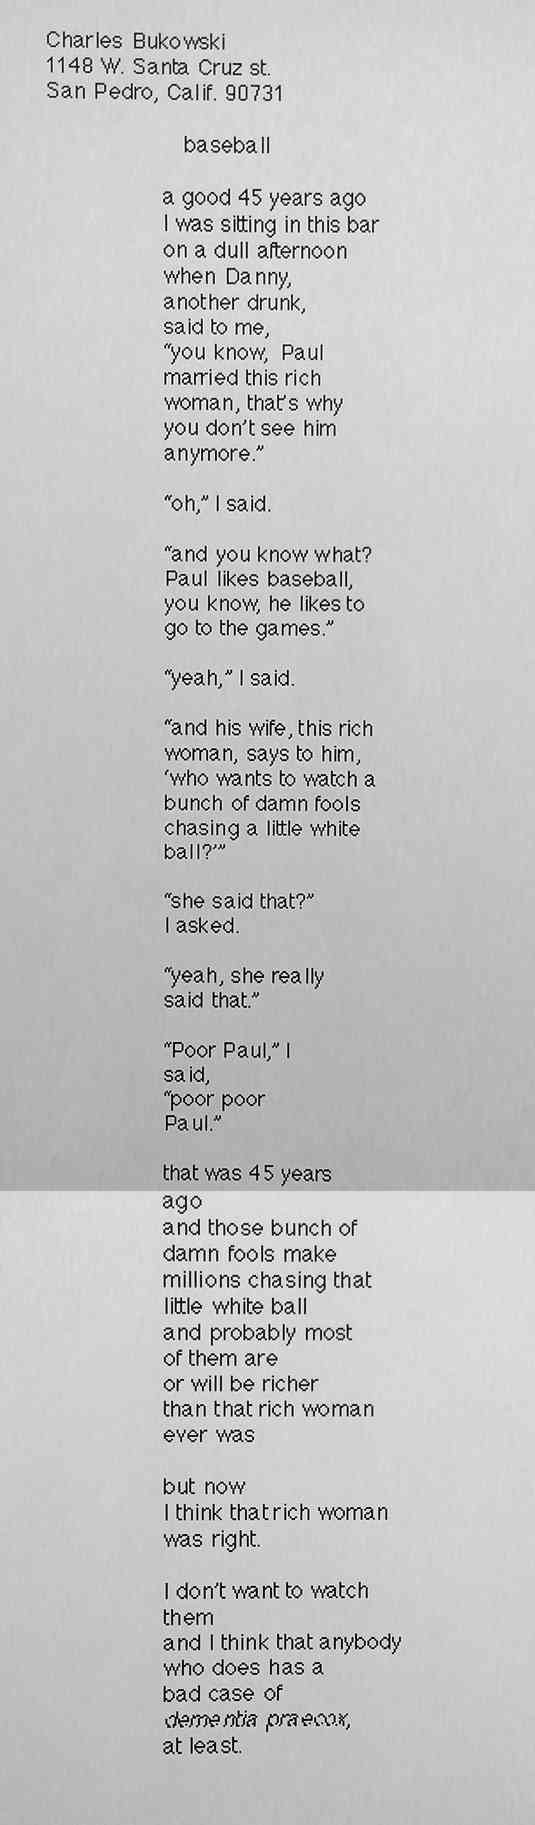 Charles Bukowski
1148 W. Santa Cruz st.
San Pedro, Calif. 90731
baseball
a good 45 years ago
I was sitting in this bar
on a dull afternoon
when Danny,
another drunk,
said to me,
“you know, Paul
married this rich
woman, that’s why
you don’t see him
anymore.”
“oh,” I said.
“and you know what?
Paul likes baseball,
you know, he likes to
go to the games.”
“yeah,” I said.
“and his wife, this rich
woman, says to him,
‘who wants to watch a
bunch of damn fools
chasing a little white
ball?’”
“she said that?”
I asked.
“yeah, she really
said that.”
“Poor Paul,” I
said,
“poor poor
Paul.”
that was 45 years
ago
and those bunch of
damn fools make
millions chasing that
little white ball
and probably most
of them are
or will be richer
than that rich woman
ever was
but now
I think that rich woman
was right.
I don’t want to watch
them
and I think that anybody
who does has a
bad case of
dementia praecox,
at least.